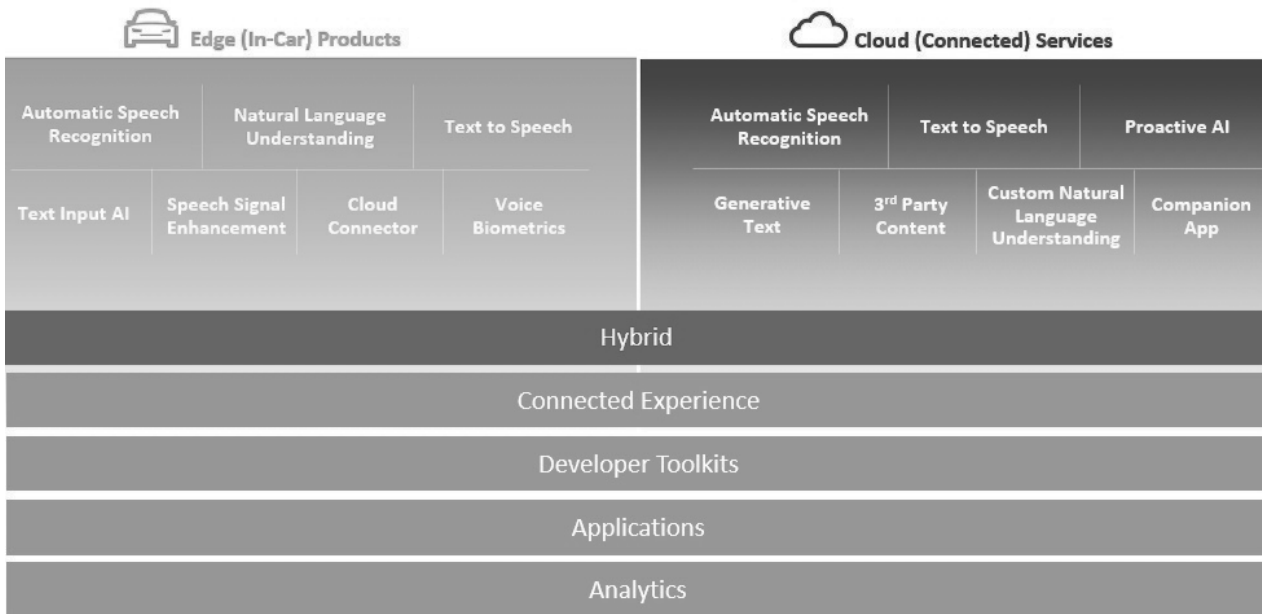 Edge (In-Car) Products
Cloud (Connected) Services
Automatic Speech
Recognition
Natural Language
Understanding
Text to Speech
Text Input AI
Speech Signal
Enhancement
Cloud
Connector
Voice
Biometrics
Automatic Speech
Recognition
Text to Speech
Proactive AI
Generative
Text
3rd Party
Content
Custom Natural
Language
Understanding
Companion
App
Hybrid
Connected Experience
Developer Toolkits
Applications
Analytics